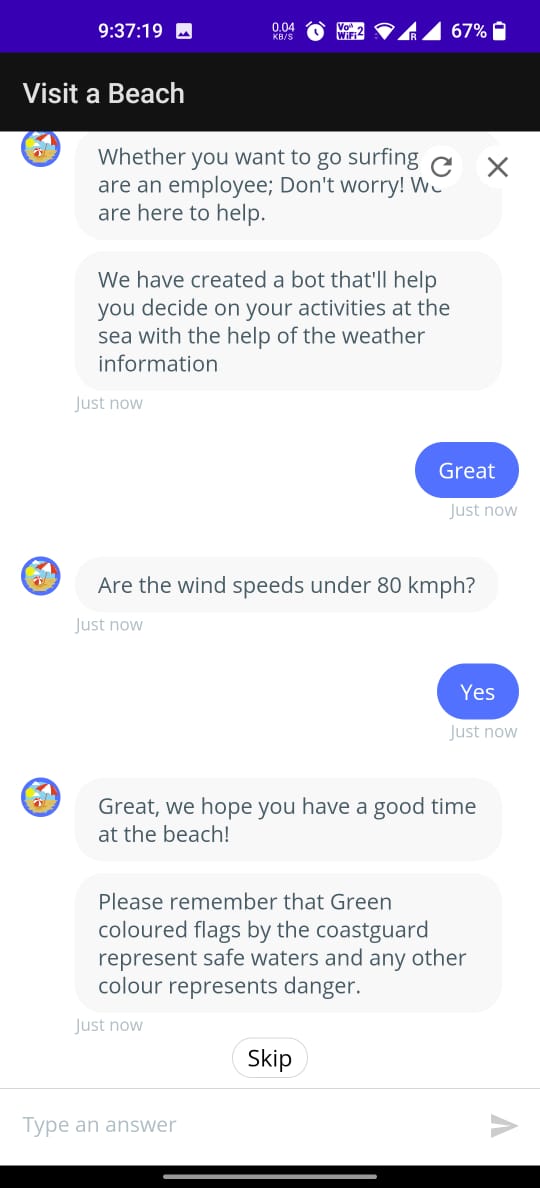 9:37:19
0.04
KB/S
Vo))
WiFi 2
R
67%
Visit a Beach
Whether you want to go surfing
are an employee; Don't worry! We
are here to help.
We have created a bot that'll help
you decide on your activities at the
sea with the help of the weather
information
Just now
Great
Just now
Are the wind speeds under 80 kmph?
Just now
Yes
Just now
Great, we hope you have a good time
at the beach!
Please remember that Green
coloured flags by the coastguard
represent safe waters and any other
colour represents danger.
Just now
Skip
Type an answer